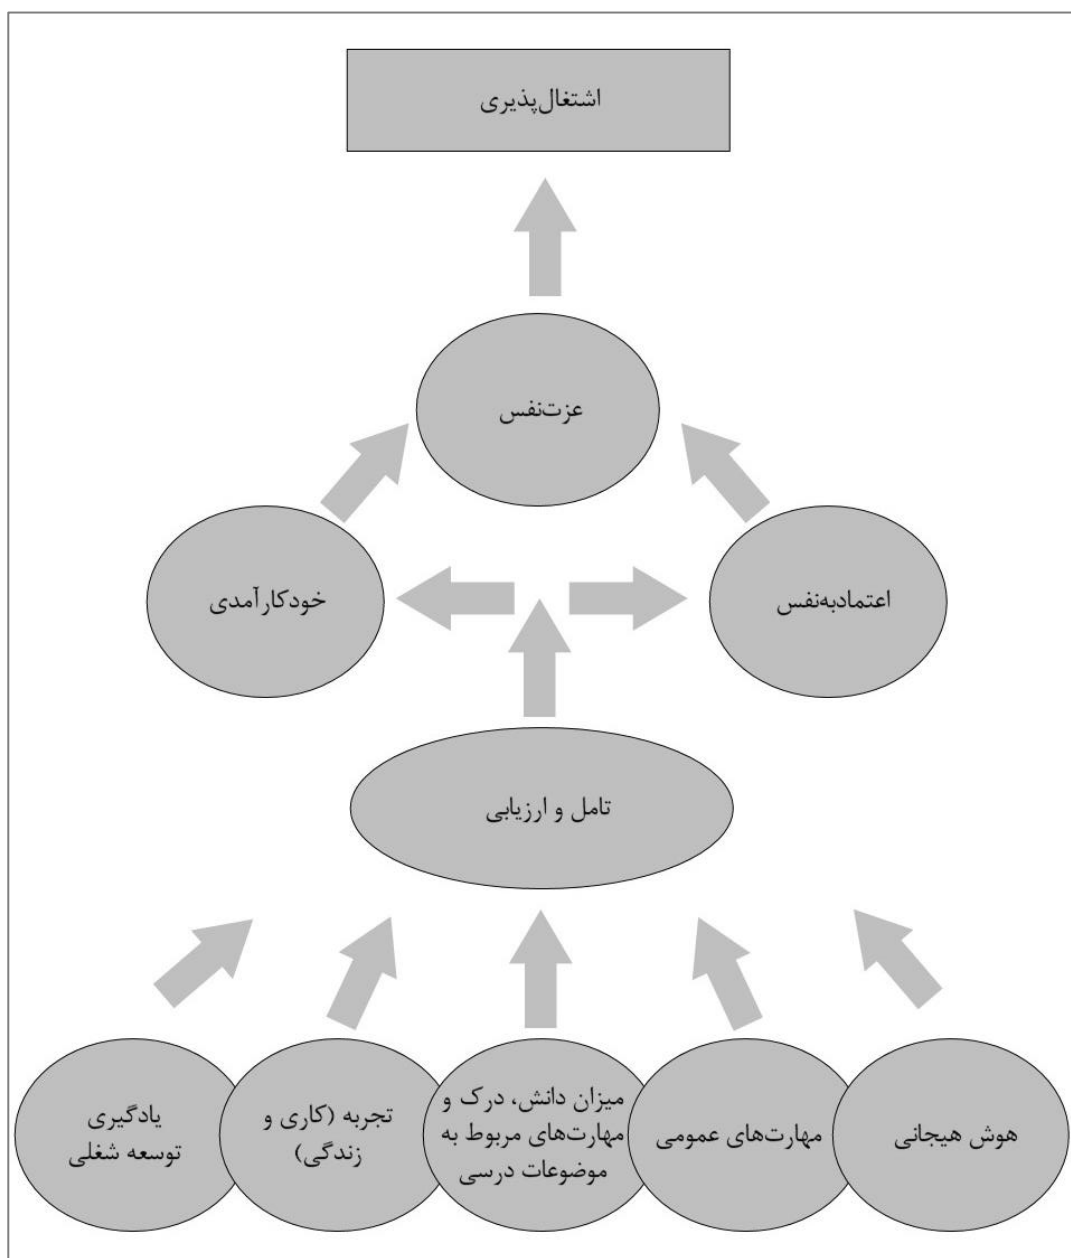 اشتغال‌پذیری
عزت‌نفس
اعتمادبه‌نفس
خودکارآمدی
تامل و ارزیابی
هوش هیجانی
مهارت‌های عمومی
میزان دانش، درک و
مهارت‌های مربوط به
موضوعات درسی
تجربه (کاری و
زندگی)
یادگیری
توسعه شغلی